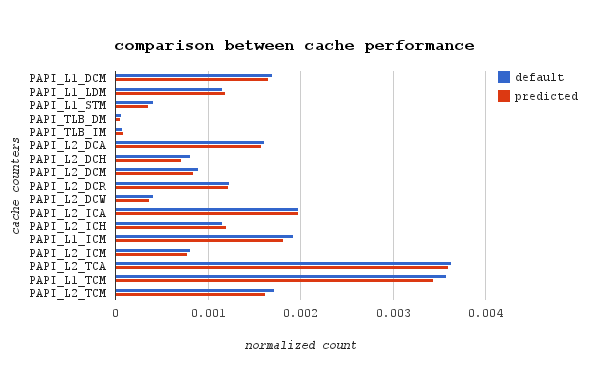 comparison between cache performance
default
predicted
cache counters
PAPI_L1_DCM
PAPI_L1_LDM
PAPI_L1_STM
PAPI_TLB_DM
PAPI_TLB_IM
PAPI_L2_DCA
PAPI_L2_DCH
PAPI_L2_DCM
PAPI_L2_DCR
PAPI_L2_DCW
PAPI_L2_ICA
PAPI_L2_ICH
PAPI_L1_ICM
PAPI_L2_ICM
PAPI_L2_TCA
PAPI_L1_TCM
PAPI_L2_TCM
0 0.001 0.002 0.003 0.004
normalized count